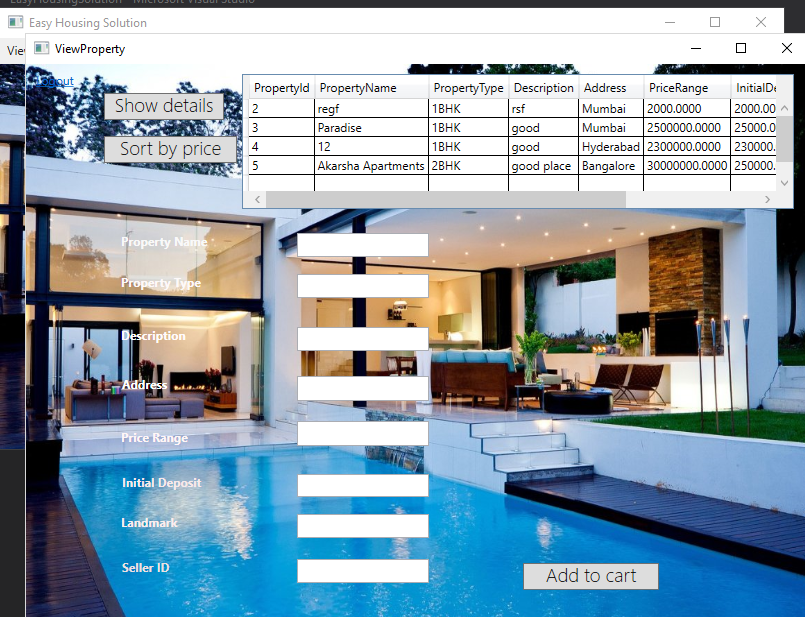 EasyHousingSolution - Microsoft Visual Studio
Easy Housing Solution
ViewProperty
Logout
Show details
Sort by price
PropertyId PropertyName PropertyType Description Address PriceRange InitialDe
2 regf 1BHK rsf Mumbai 2000.0000 2000.00
3 Paradise 1BHK good Mumbai 2500000.0000 25000.0
4 12 1BHK good Hyderabad 2300000.0000 230000.
5 Akarsha Apartments 2BHK good place Bangalore 30000000.0000 250000.
Property Name
Property Type
Description
Address
Price Range
Initial Deposit
Landmark
Seller ID
Add to cart